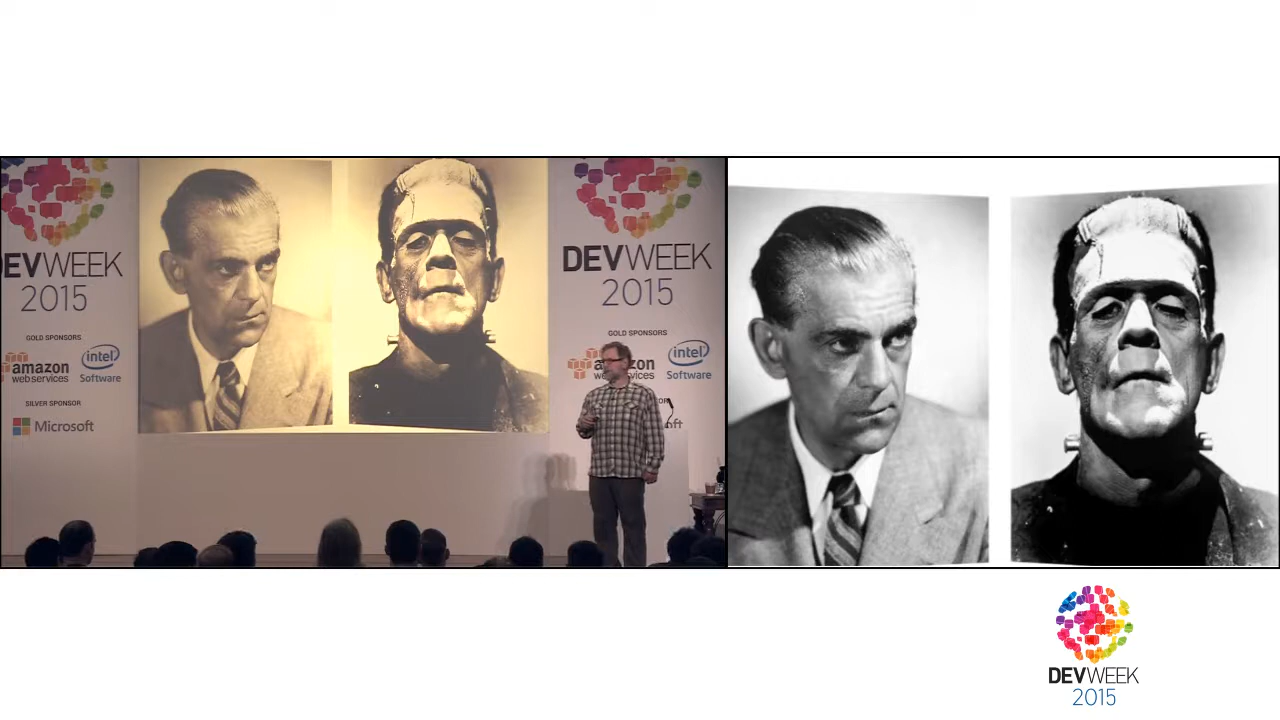 DEVWEEK
2015
GOLD SPONSORS
amazon
web services
intel
Software
SILVER SPONSOR
Microsoft
DEVWEEK
2015
GOLD SPONSORS
amazon
intel
Software
DEVWEEK
2015